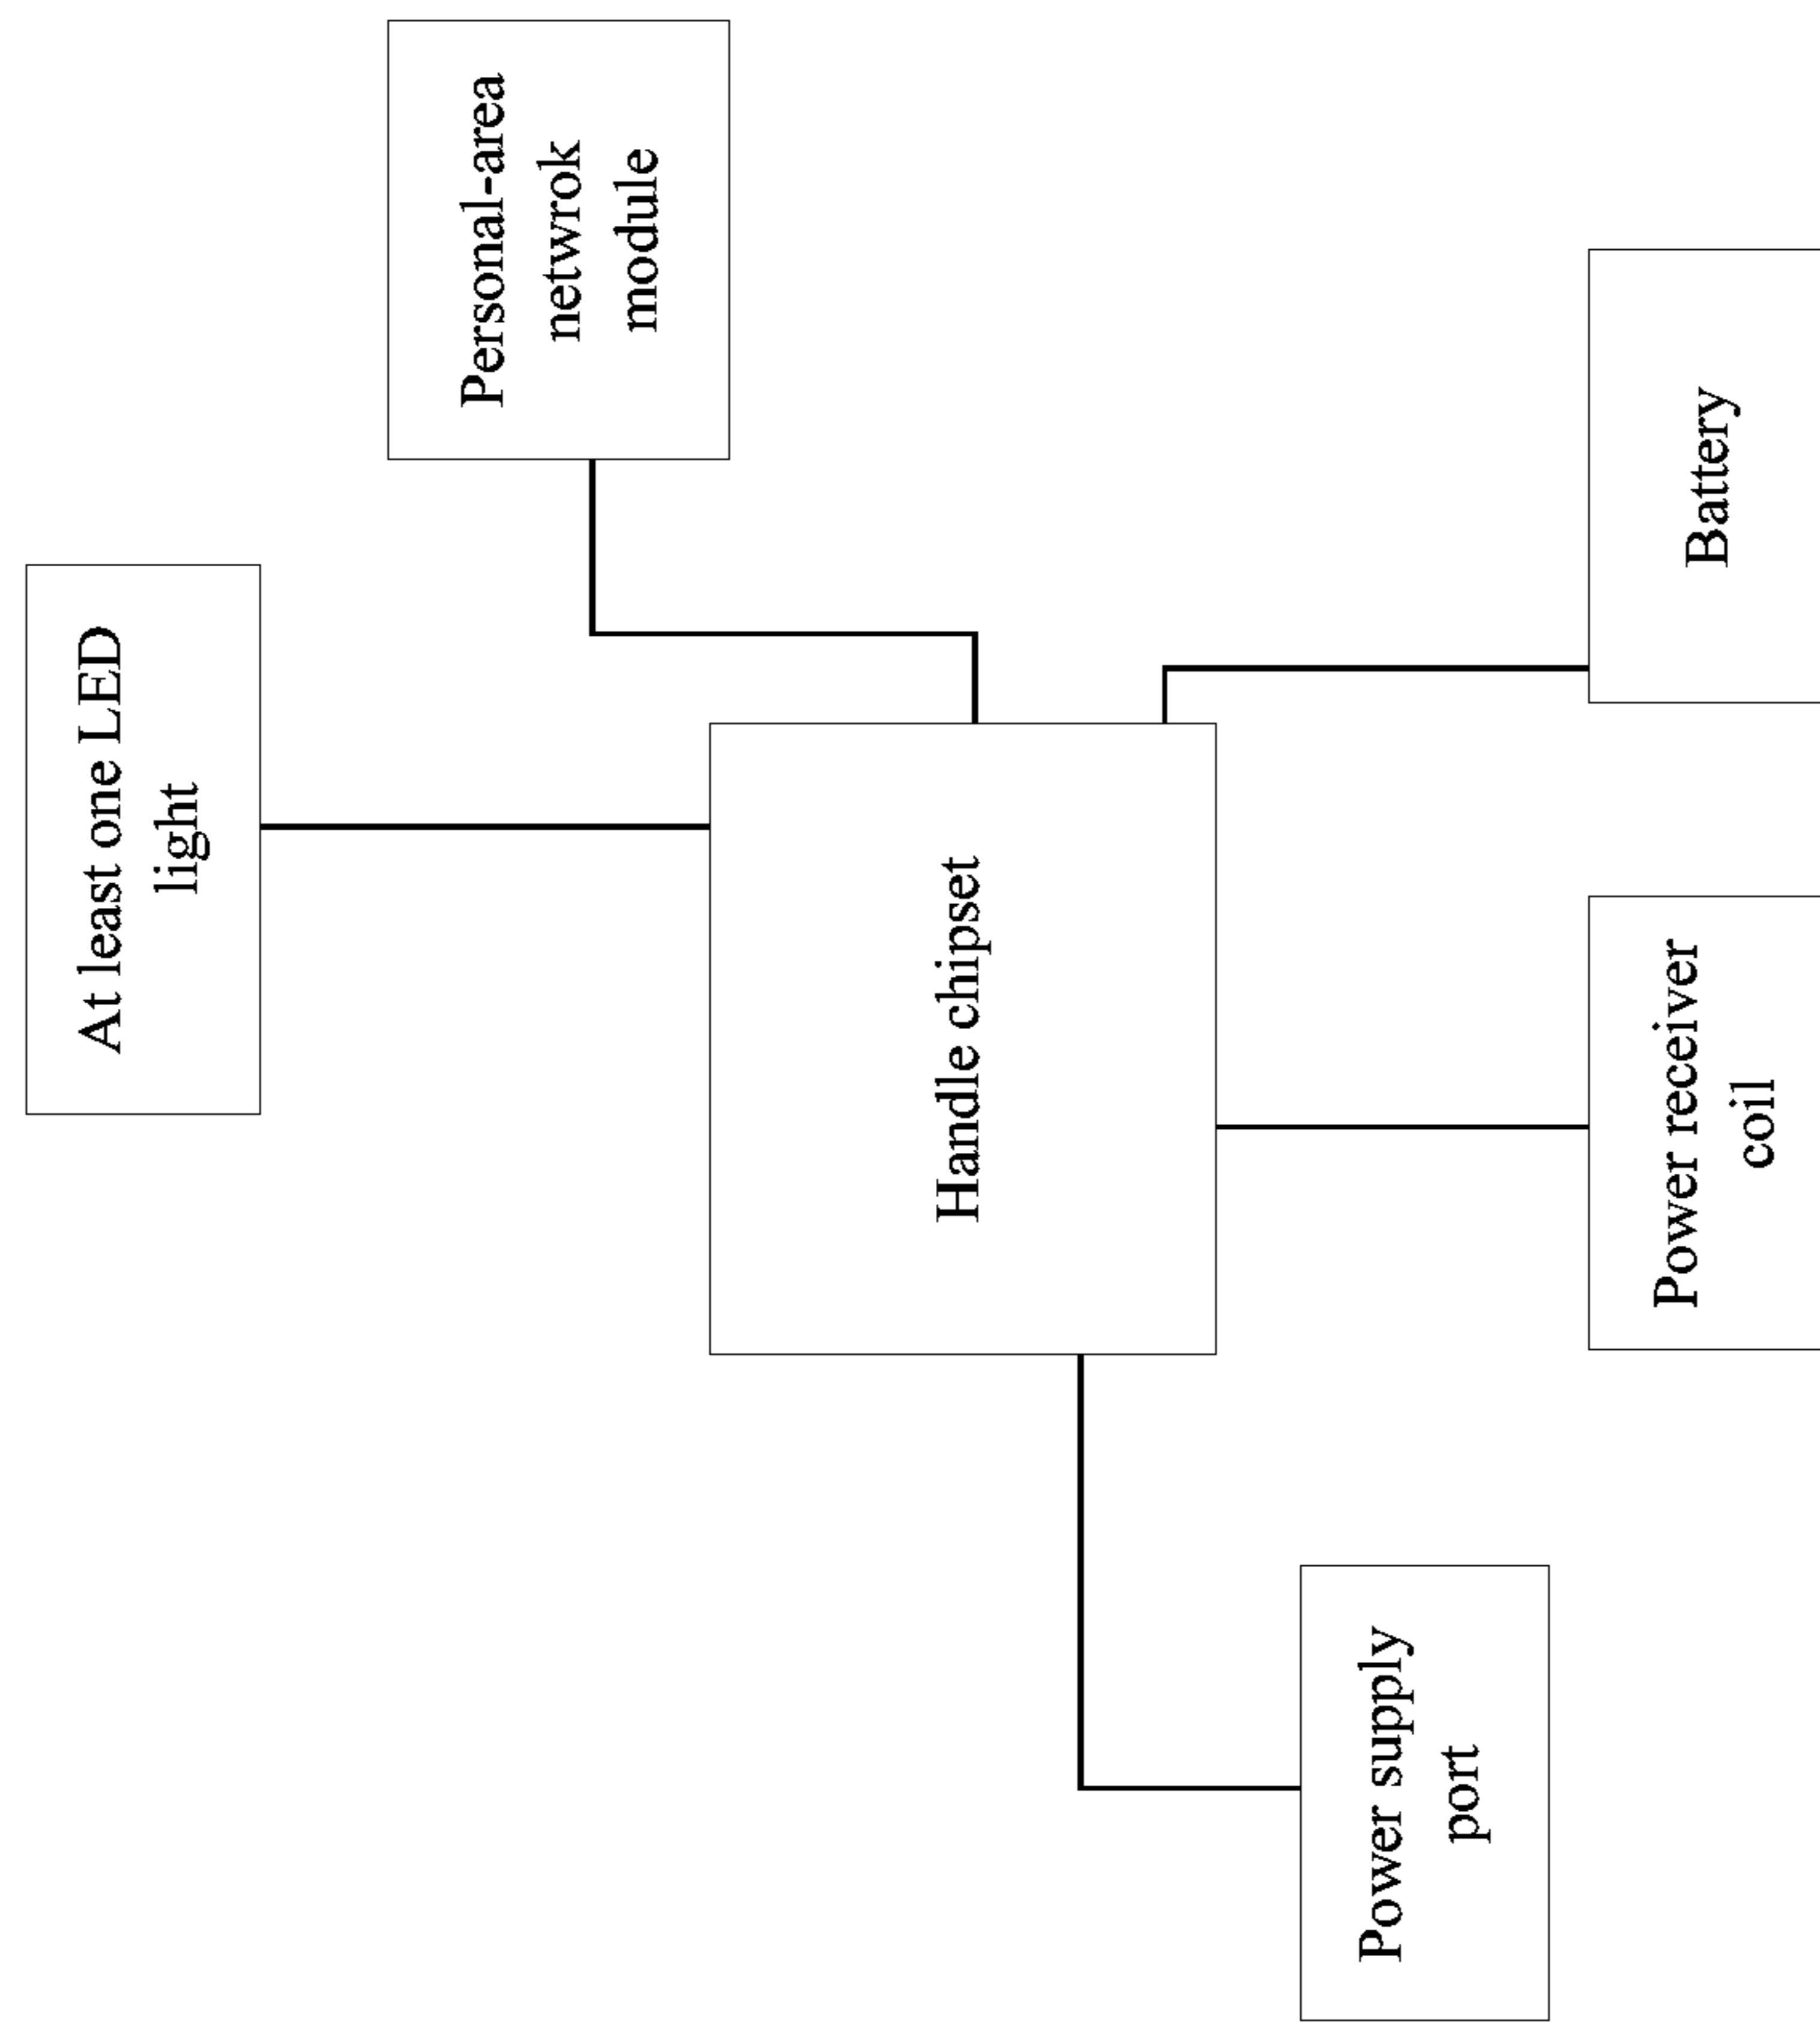 At least one LED
light
Personal-area
netwrok
module
Handle chipset
Power supply
port
Power receiver
coil
Battery